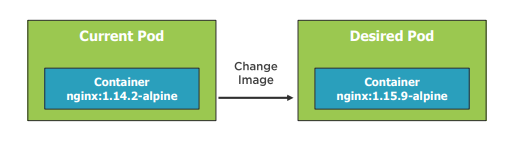 Current Pod
Container
nginx:1.14.2-alpine
Change
Image
Desired Pod
Container
nginx:1.15.9-alpine